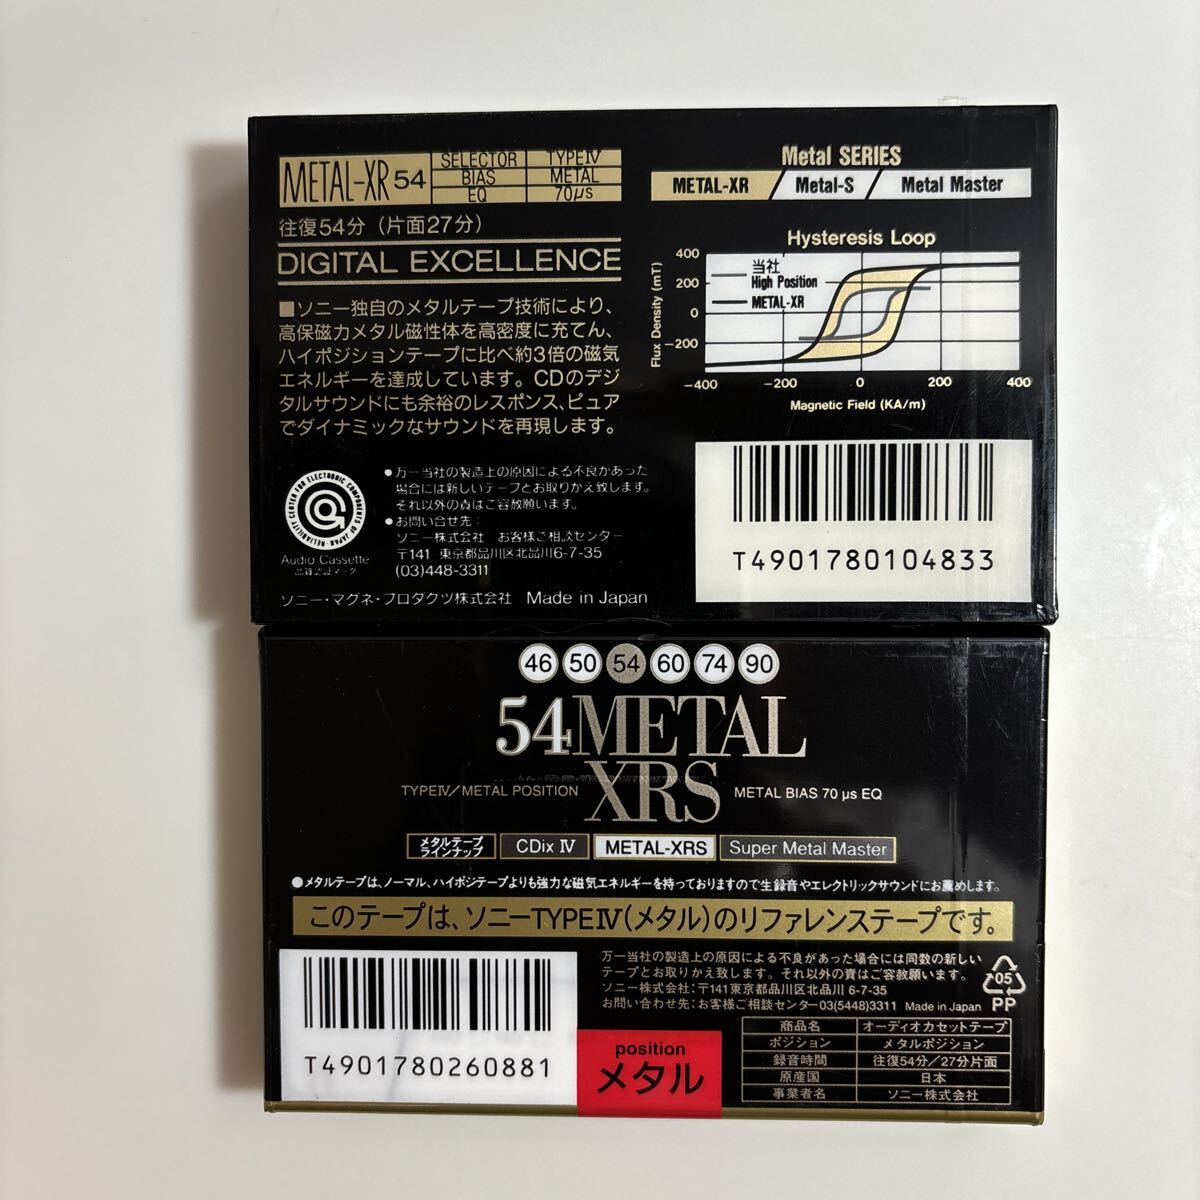 METAL-XR 54
SELECTOR TYPEⅣ
BIAS METAL
EQ 70μs
往復54分(片面27分)
DIGITAL EXCELLENCE
■ソニー独自のメタルテープ技術により、
高保磁力メタル磁性体を高密度に充てん、
ハイポジションテープに比べ約3倍の磁気
エネルギーを達成しています。CDのデジ
タルサウンドにも余裕のレスポンス、ピュア
でダイナミックなサウンドを再現します。
Metal SERIES
METAL-XR / Metal-S / Metal Master
Hysteresis Loop
Flux Density (mT)
400
200
0
-200
当社
High Position
METAL-XR
-400 -200 0 200 400
Magnetic Field (KA/m)
RELIABILITY CENTER FOR ELECTRONIC COMPONENTS OF JAPAN
Audio Cassette
品質認証マーク
●万一当社の製造上の原因による不良があった
場合には新しいテープとお取りかえ致します。
それ以外の責はご容赦願います。
●お問い合せ先:
ソニー株式会社 お客様ご相談センター
〒141 東京都品川区北品川6-7-35
(03)448-3311
ソニー・マグネ・プロダクツ株式会社 Made in Japan
T4901780104833
46 50 54 60 74 90
54METAL
XRS
TYPEⅣ/METAL POSITION
METAL BIAS 70 μs EQ
メタルテープ
ラインナップ
CDix Ⅳ
METAL-XRS
Super Metal Master
●メタルテープは、ノーマル、ハイポジテープよりも強力な磁気エネルギーを持っておりますので生録音やエレクトリックサウンドにお薦めします。
このテープは、ソニーTYPEⅣ(メタル)のリファレンステープです。
万一当社の製造上の原因による不良があった場合には同数の新しい
テープとお取りかえ致します。それ以外の責はご容赦願います。
ソニー株式会社:〒141東京都品川区北品川 6-7-35
お問い合わせ先:お客様ご相談センター03(5448)3311 Made in Japan
05
PP
T4901780260881
position
メタル
商品名 オーディオカセットテープ
ポジション メタルポジション
録音時間 往復54分/27分片面
原産国 日本
事業者名 ソニー株式会社